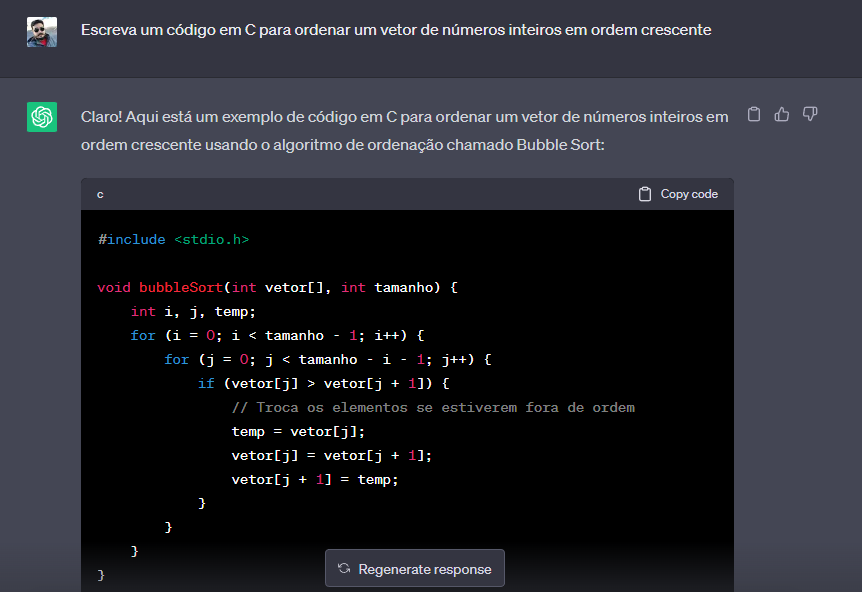 Escreva um código em C para ordenar um vetor de números inteiros em ordem crescente
Claro! Aqui está um exemplo de código em C para ordenar um vetor de números inteiros em
ordem crescente usando o algoritmo de ordenação chamado Bubble Sort:
c
Copy code
#include <stdio.h>
void bubbleSort(int vetor[], int tamanho) {
    int i, j, temp;
    for (i = 0; i < tamanho - 1; i++) {
        for (j = 0; j < tamanho - i - 1; j++) {
            if (vetor[j] > vetor[j + 1]) {
                // Troca os elementos se estiverem fora de ordem
                temp = vetor[j];
                vetor[j] = vetor[j + 1];
                vetor[j + 1] = temp;
            }
        }
    }
}
Regenerate response